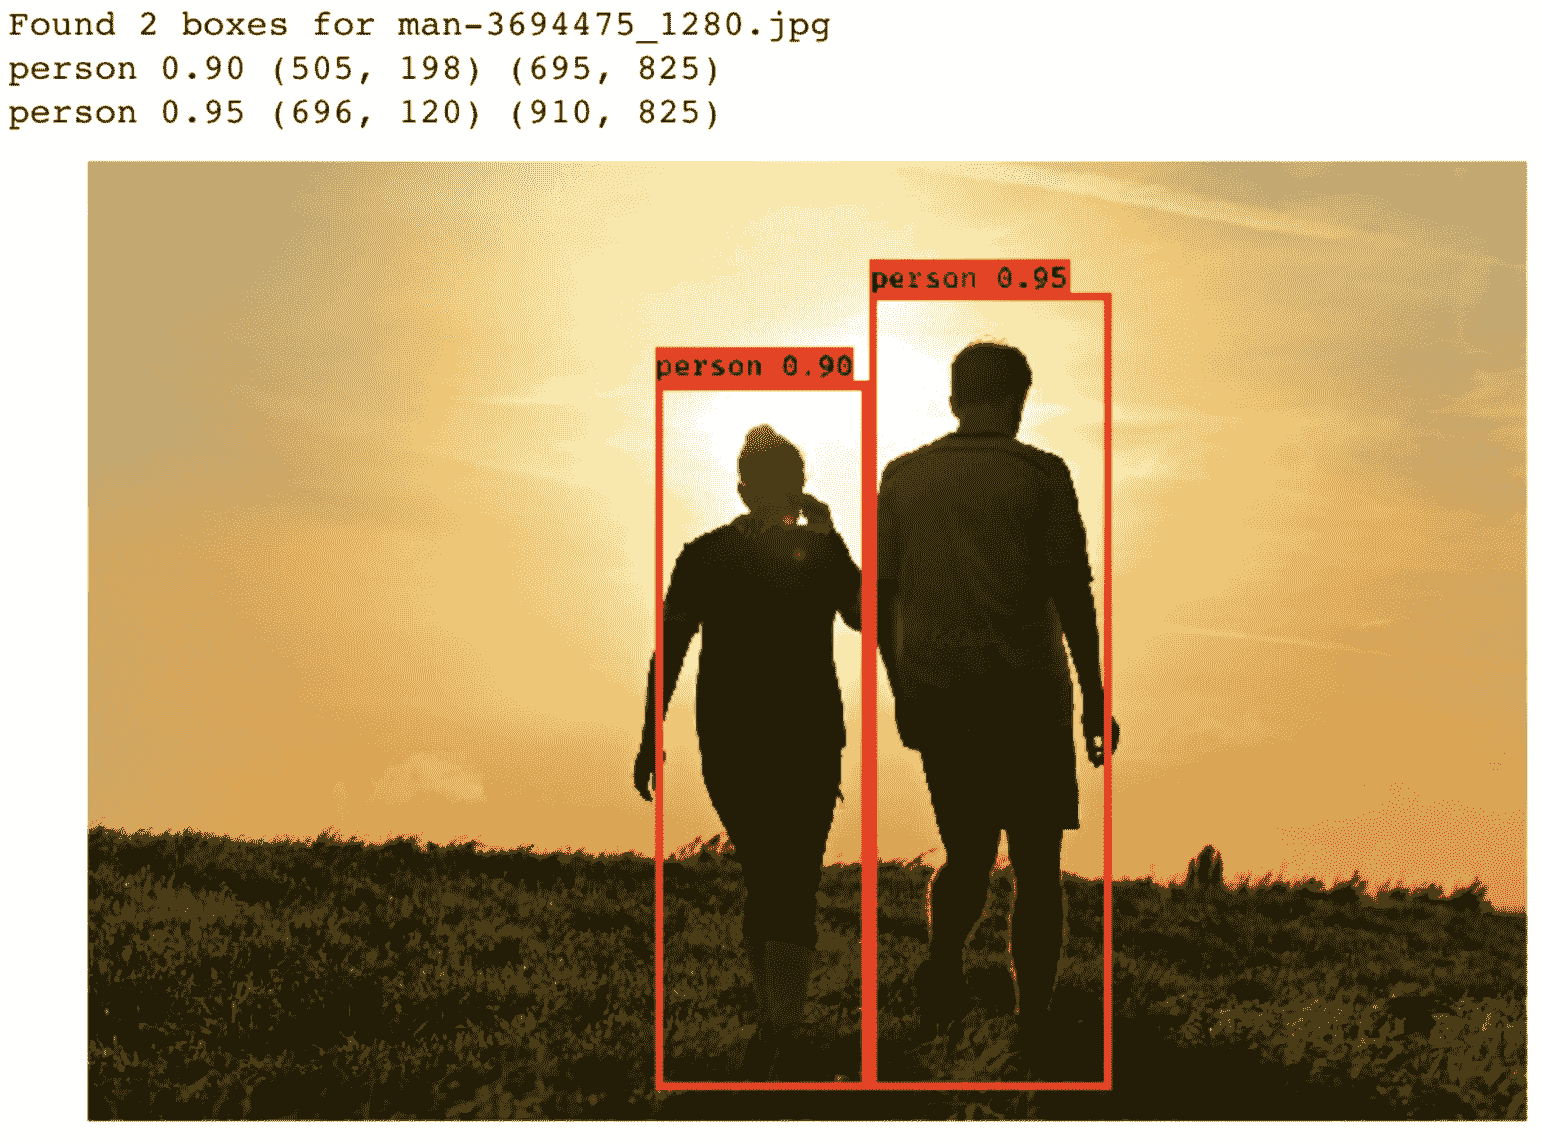 Found 2 boxes for man-3694475_1280.jpg
person 0.90 (505, 198) (695, 825)
person 0.95 (696, 120) (910, 825)
person 0.95
person 0.90